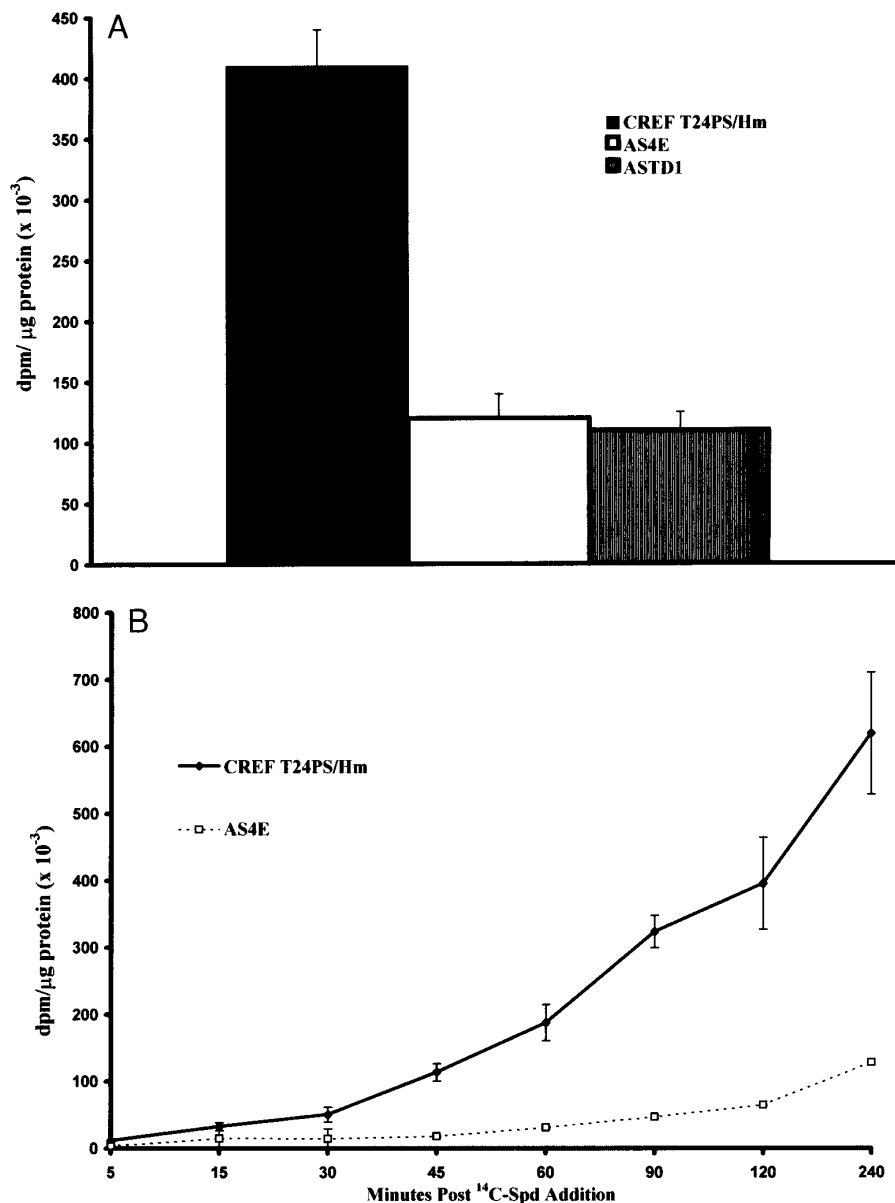 A
450
400
350
300
250
200
150
100
50
0
dpm/ µg protein (x 10⁻³)
CREF T24PS/Hm
AS4E
ASTD1
B
800
700
600
500
400
300
200
100
0
dpm/µg protein (x 10⁻³)
CREF T24PS/Hm
AS4E
5 15 30 45 60 90 120 240
Minutes Post ¹⁴C-Spd Addition